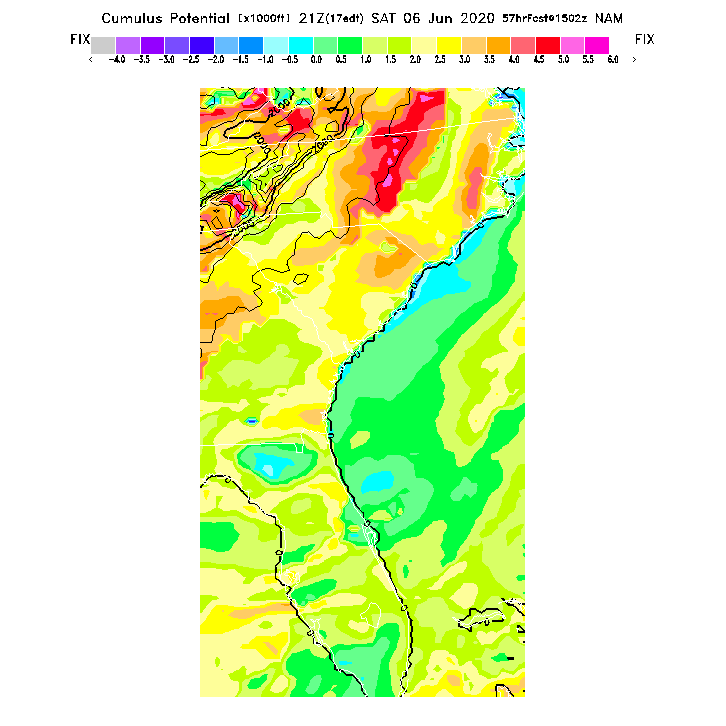 Cumulus Potential [x1000ft] 21Z(17edt) SAT 06 Jun 2020 57hrFcst@1502z NAM
FIX FIX
< -4.0 -3.5 -3.0 -2.5 -2.0 -1.5 -1.0 -0.5 0.0 0.5 1.0 1.5 2.0 2.5 3.0 3.5 4.0 4.5 5.0 5.5 6.0 >